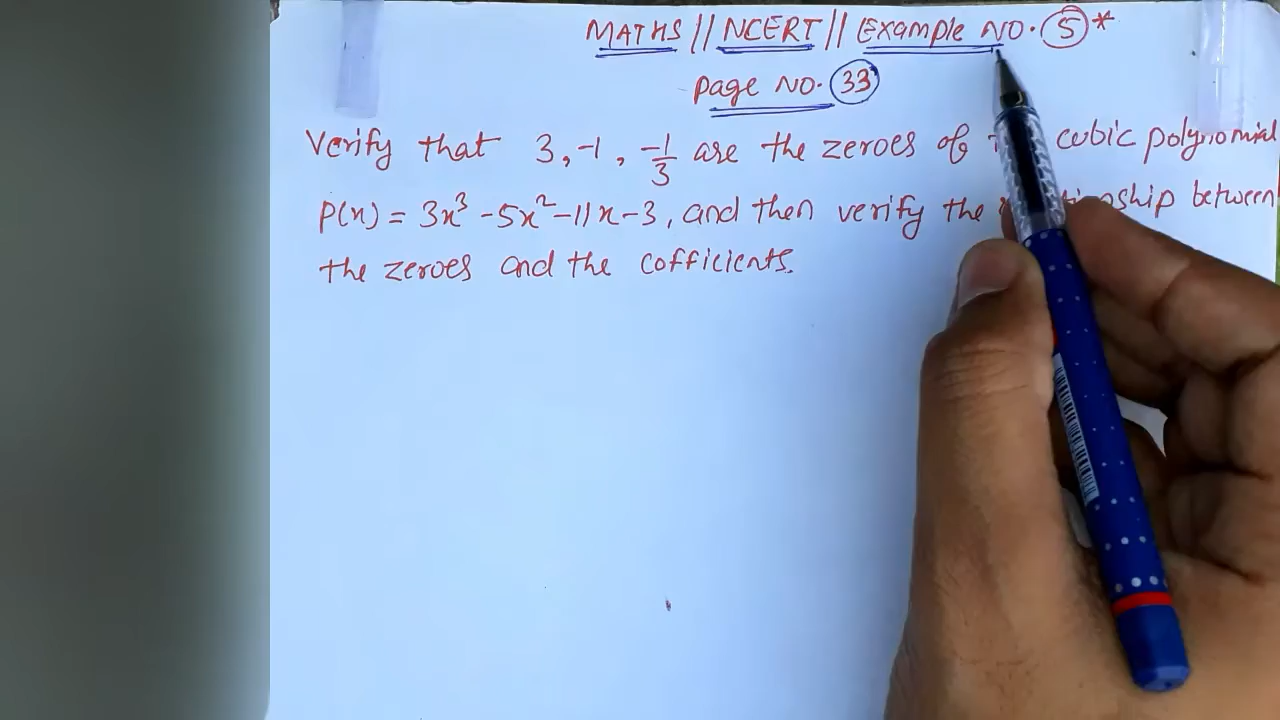 MATHS // NCERT // Example NO. 5 *
Page NO. 33
Verify that 3, -1, -1/3 are the zeroes of cubic polynomial
P(x) = 3x³ - 5x² - 11x - 3, and then verify the between
the zeroes and the cofficients.